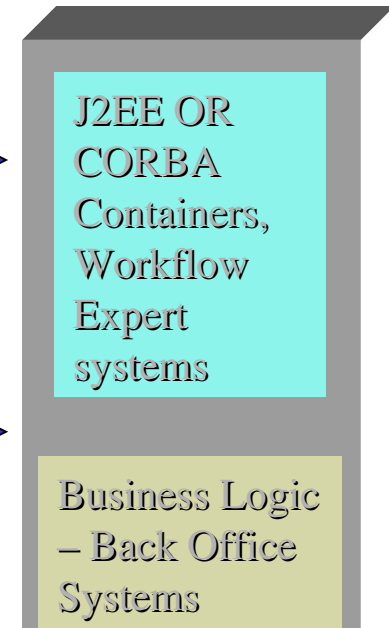 J2EE OR
CORBA
Containers,
Workflow
Expert
systems
Business Logic
– Back Office
Systems